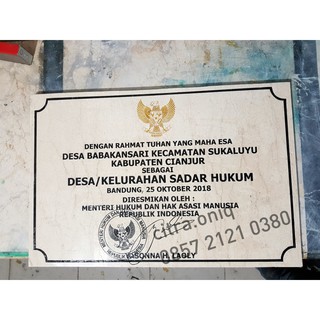 DENGAN RAHMAT TUHAN YANG MAHA ESA
DESA BABAKANSARI KECAMATAN SUKALUYU
KABUPATEN CIANJUR
SEBAGAI
DESA/KELURAHAN SADAR HUKUM
BANDUNG, 25 OKTOBER 2018
DIRESMIKAN OLEH :
MENTERI HUKUM DAN HAK ASASI MANUSIA
REPUBLIK INDONESIA
YASONNA H. LAOLY
citra.oniq
0857 2121 0380